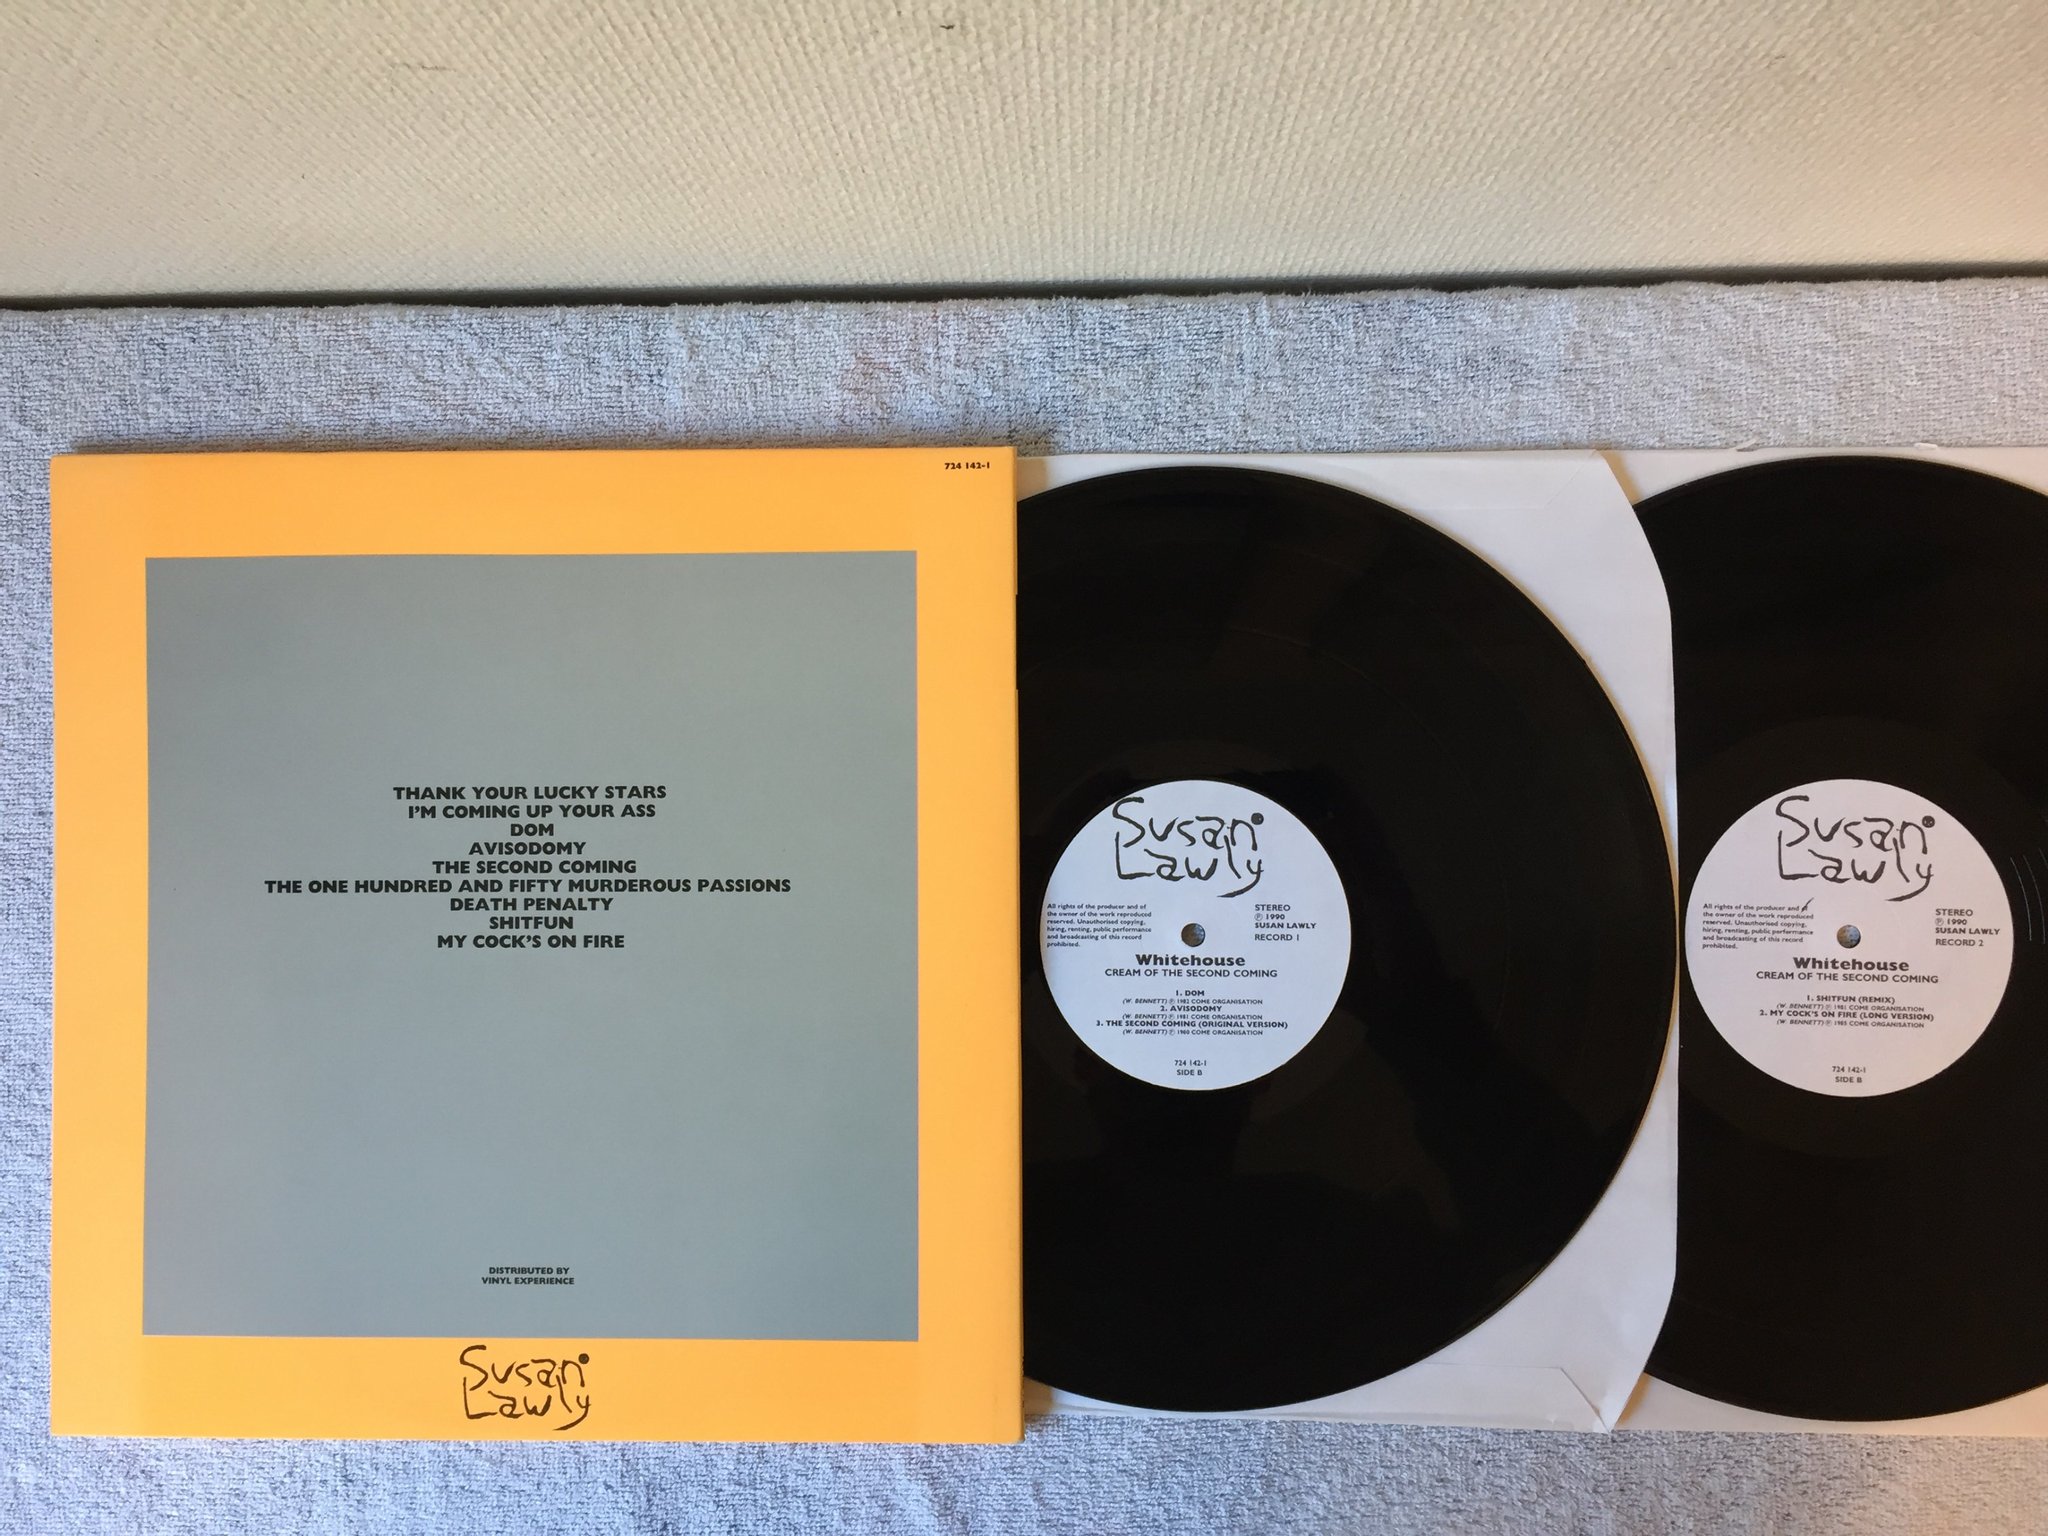 724 142-1
THANK YOUR LUCKY STARS
I'M COMING UP YOUR ASS
DOM
AVISODOMY
THE SECOND COMING
THE ONE HUNDRED AND FIFTY MURDEROUS PASSIONS
DEATH PENALTY
SHITFUN
MY COCK'S ON FIRE
DISTRIBUTED BY
VINYL EXPERIENCE
Susan
Lawly
Susan
Lawly
All rights of the producer and of
the owner of the work reproduced
reserved. Unauthorised copying,
hiring, renting, public performance
and broadcasting of this record
prohibited.
STEREO
℗ 1990
SUSAN LAWLY
RECORD 1
Whitehouse
CREAM OF THE SECOND COMING
1. DOM
(W. BENNETT) ℗ 1982 COME ORGANISATION
2. AVISODOMY
(W. BENNETT) ℗ 1981 COME ORGANISATION
3. THE SECOND COMING (ORIGINAL VERSION)
(W. BENNETT) ℗ 1980 COME ORGANISATION
724 142-1
SIDE B
Susan
Lawly
All rights of the producer and of
the owner of the work reproduced
reserved. Unauthorised copying,
hiring, renting, public performance
and broadcasting of this record
prohibited.
STEREO
℗ 1990
SUSAN LAWLY
RECORD 2
Whitehouse
CREAM OF THE SECOND COMING
1. SHITFUN (REMIX)
(W. BENNETT) ℗ 1981 COME ORGANISATION
2. MY COCK'S ON FIRE (LONG VERSION)
(W. BENNETT) ℗ 1985 COME ORGANISATION
724 142-1
SIDE B